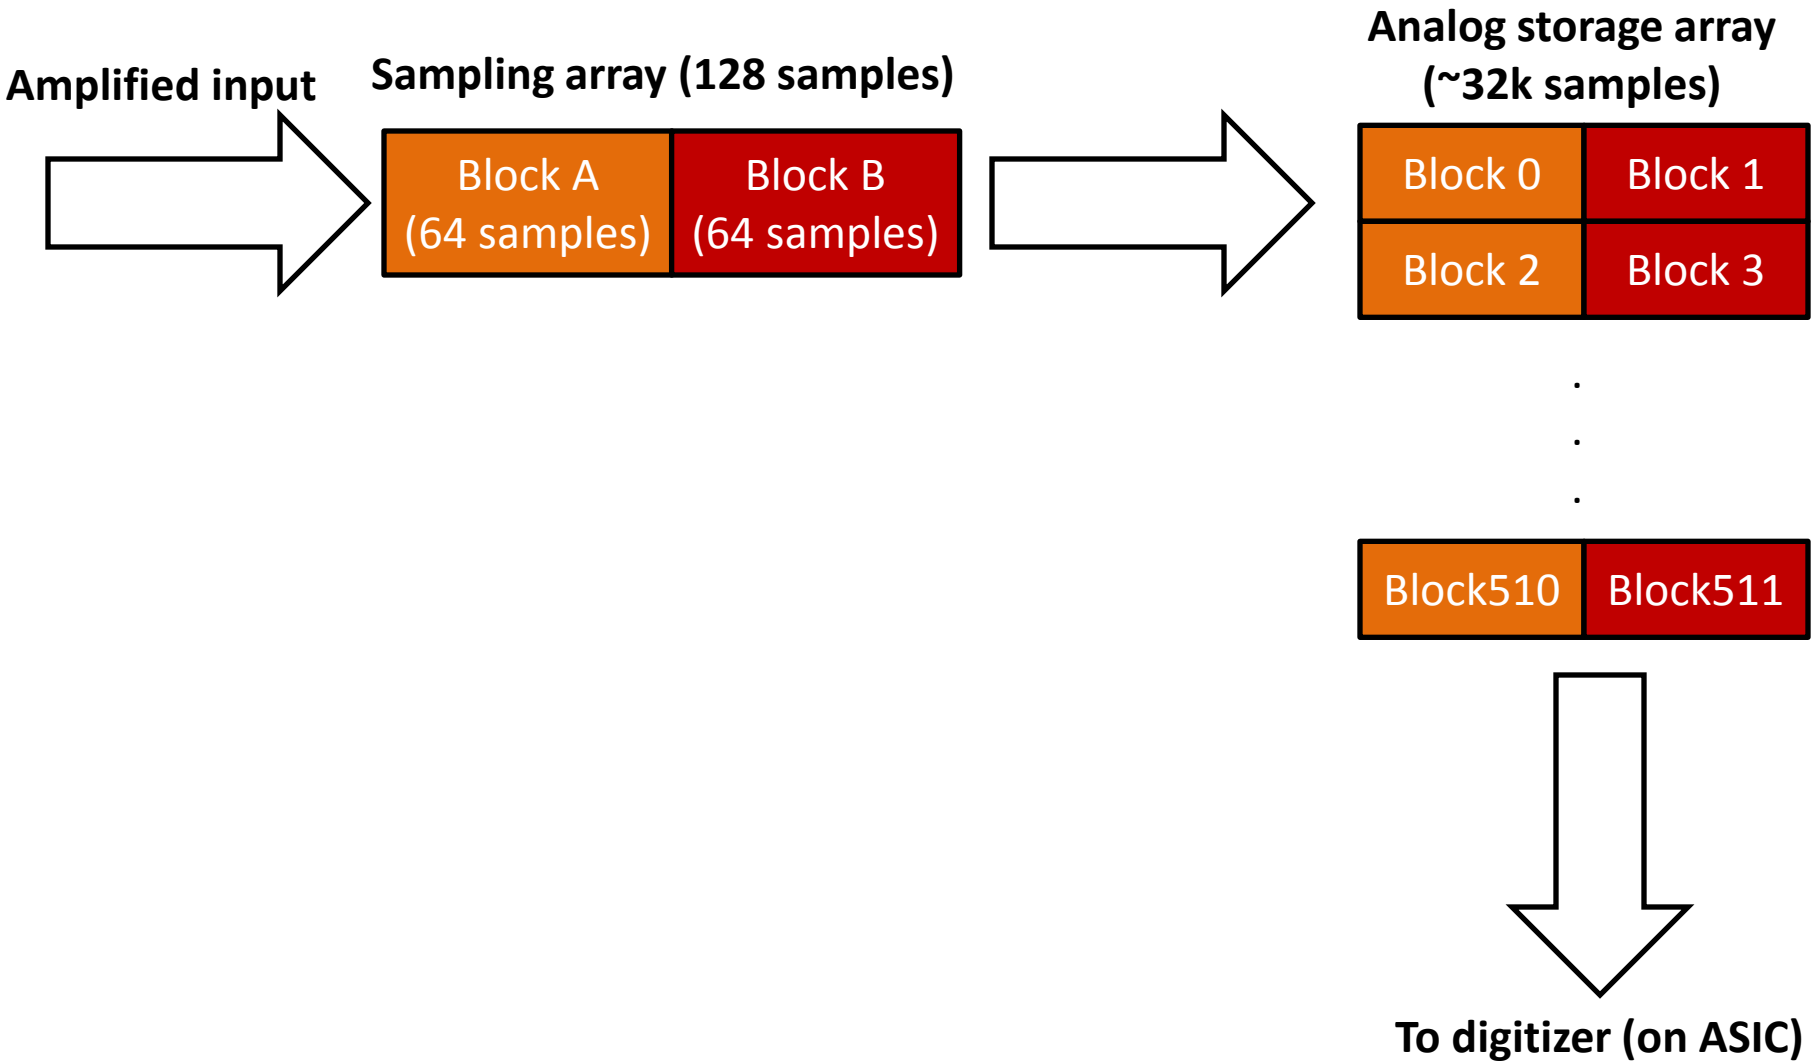 Amplified input
Sampling array (128 samples)
Block A
(64 samples)
Block B
(64 samples)
Analog storage array
(~32k samples)
Block 0
Block 1
Block 2
Block 3
.
.
.
Block510
Block511
To digitizer (on ASIC)